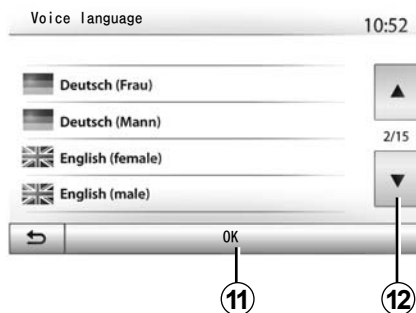 Voice language
10:52
Deutsch (Frau)
Deutsch (Mann)
2/15
English (female)
English (male)
OK
11
12